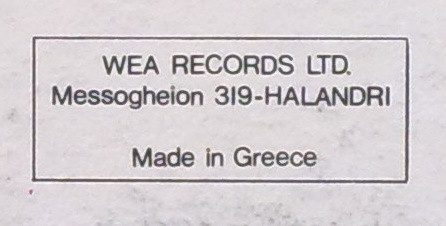 WEA RECORDS LTD.
Messogheion 319-HALANDRI
Made in Greece